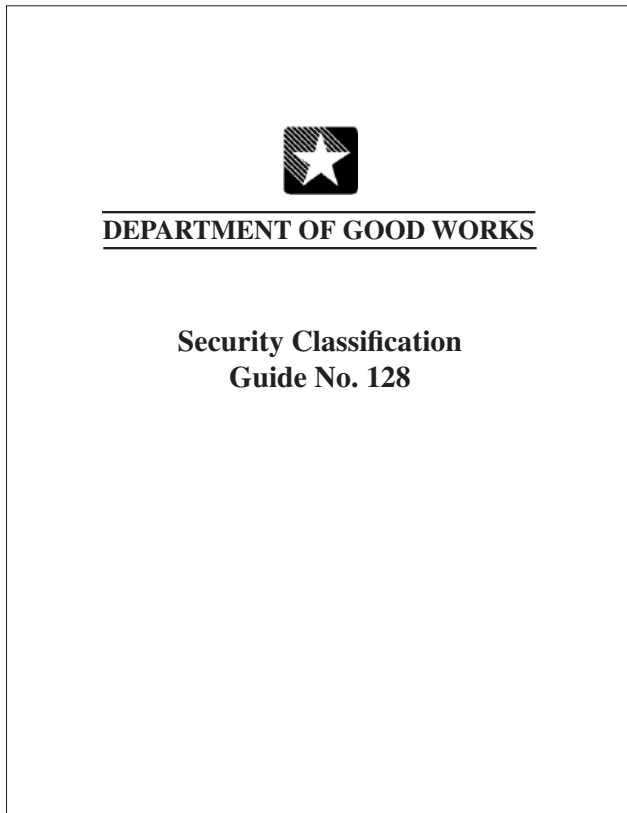 DEPARTMENT OF GOOD WORKS
Security Classification
Guide No. 128